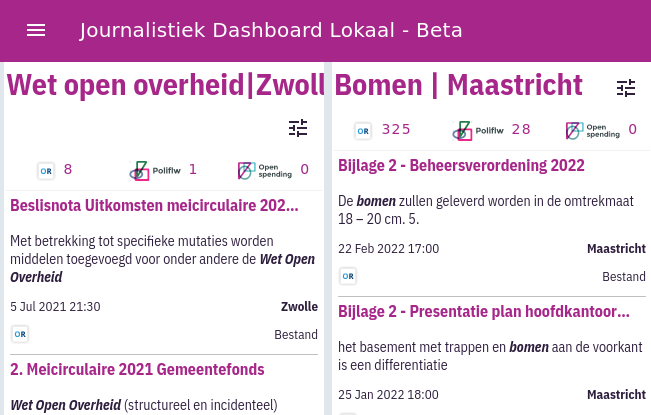 Journalistiek Dashboard Lokaal - Beta
Wet open overheid|Zwoll
OR 8 Poliflw 1 Open spending 0
Beslisnota Uitkomsten meicirculaire 202...
Met betrekking tot specifieke mutaties worden
middelen toegevoegd voor onder andere de Wet Open
Overheid
5 Jul 2021 21:30 Zwolle
OR Bestand
2. Meicirculaire 2021 Gemeentefonds
Wet Open Overheid (structureel en incidenteel)
Bomen | Maastricht
OR 325 Poliflw 28 Open spending 0
Bijlage 2 - Beheersverordening 2022
De bomen zullen geleverd worden in de omtrekmaat
18 – 20 cm. 5.
22 Feb 2022 17:00 Maastricht
OR Bestand
Bijlage 2 - Presentatie plan hoofdkantoor...
het basement met trappen en bomen aan de voorkant
is een differentiatie
25 Jan 2022 18:00 Maastricht